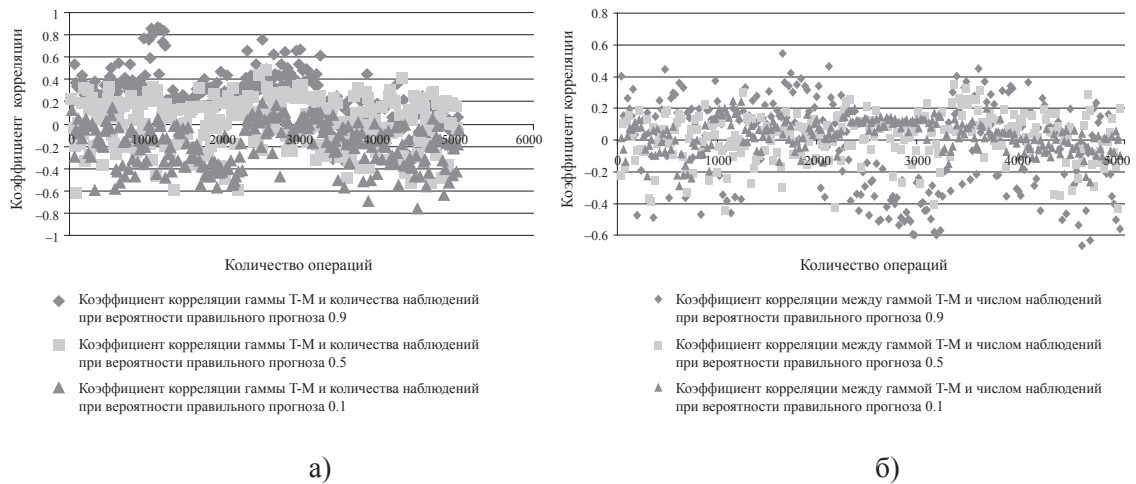 Коэффициент корреляции
1
0.8
0.6
0.4
0.2
0
–0.2
–0.4
–0.6
–0.8
–1
1000
2000
3000
4000
5000
6000
Количество операций
Коэффициент корреляции гаммы Т-М и количества наблюдений
при вероятности правильного прогноза 0.9
Коэффициент корреляции гаммы Т-М и количества наблюдений
при вероятности правильного прогноза 0.5
Коэффициент корреляции гаммы Т-М и количества наблюдений
при вероятности правильного прогноза 0.1
а)
Коэффициент корреляции
0.8
0.6
0.4
0.2
0
–0.2
–0.4
–0.6
0
1000
2000
3000
4000
5000
Количество операций
Коэффициент корреляции между гаммой Т-М и числом наблюдений
при вероятности правильного прогноза 0.9
Коэффициент корреляции между гаммой Т-М и числом наблюдений
при вероятности правильного прогноза 0.5
Коэффициент корреляции между гаммой Т-М и числом наблюдений
при вероятности правильного прогноза 0.1
б)